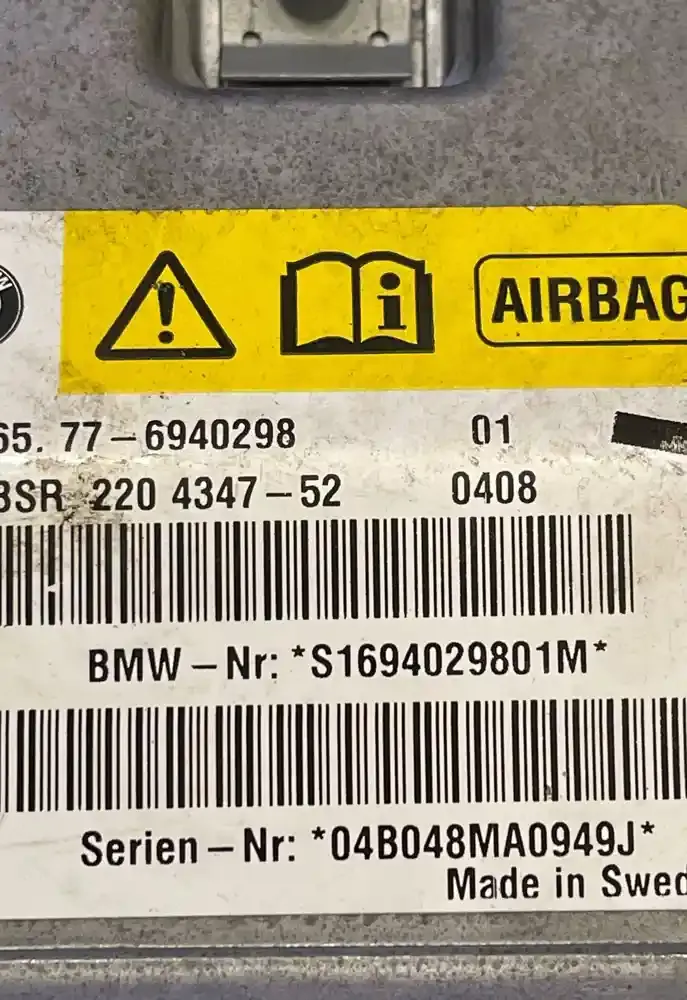 AIRBAG
65. 77-6940298 01
BSR 220 4347-52 0408
BMW-Nr: *S1694029801M*
Serien-Nr: *04B048MA0949J*
Made in Swed